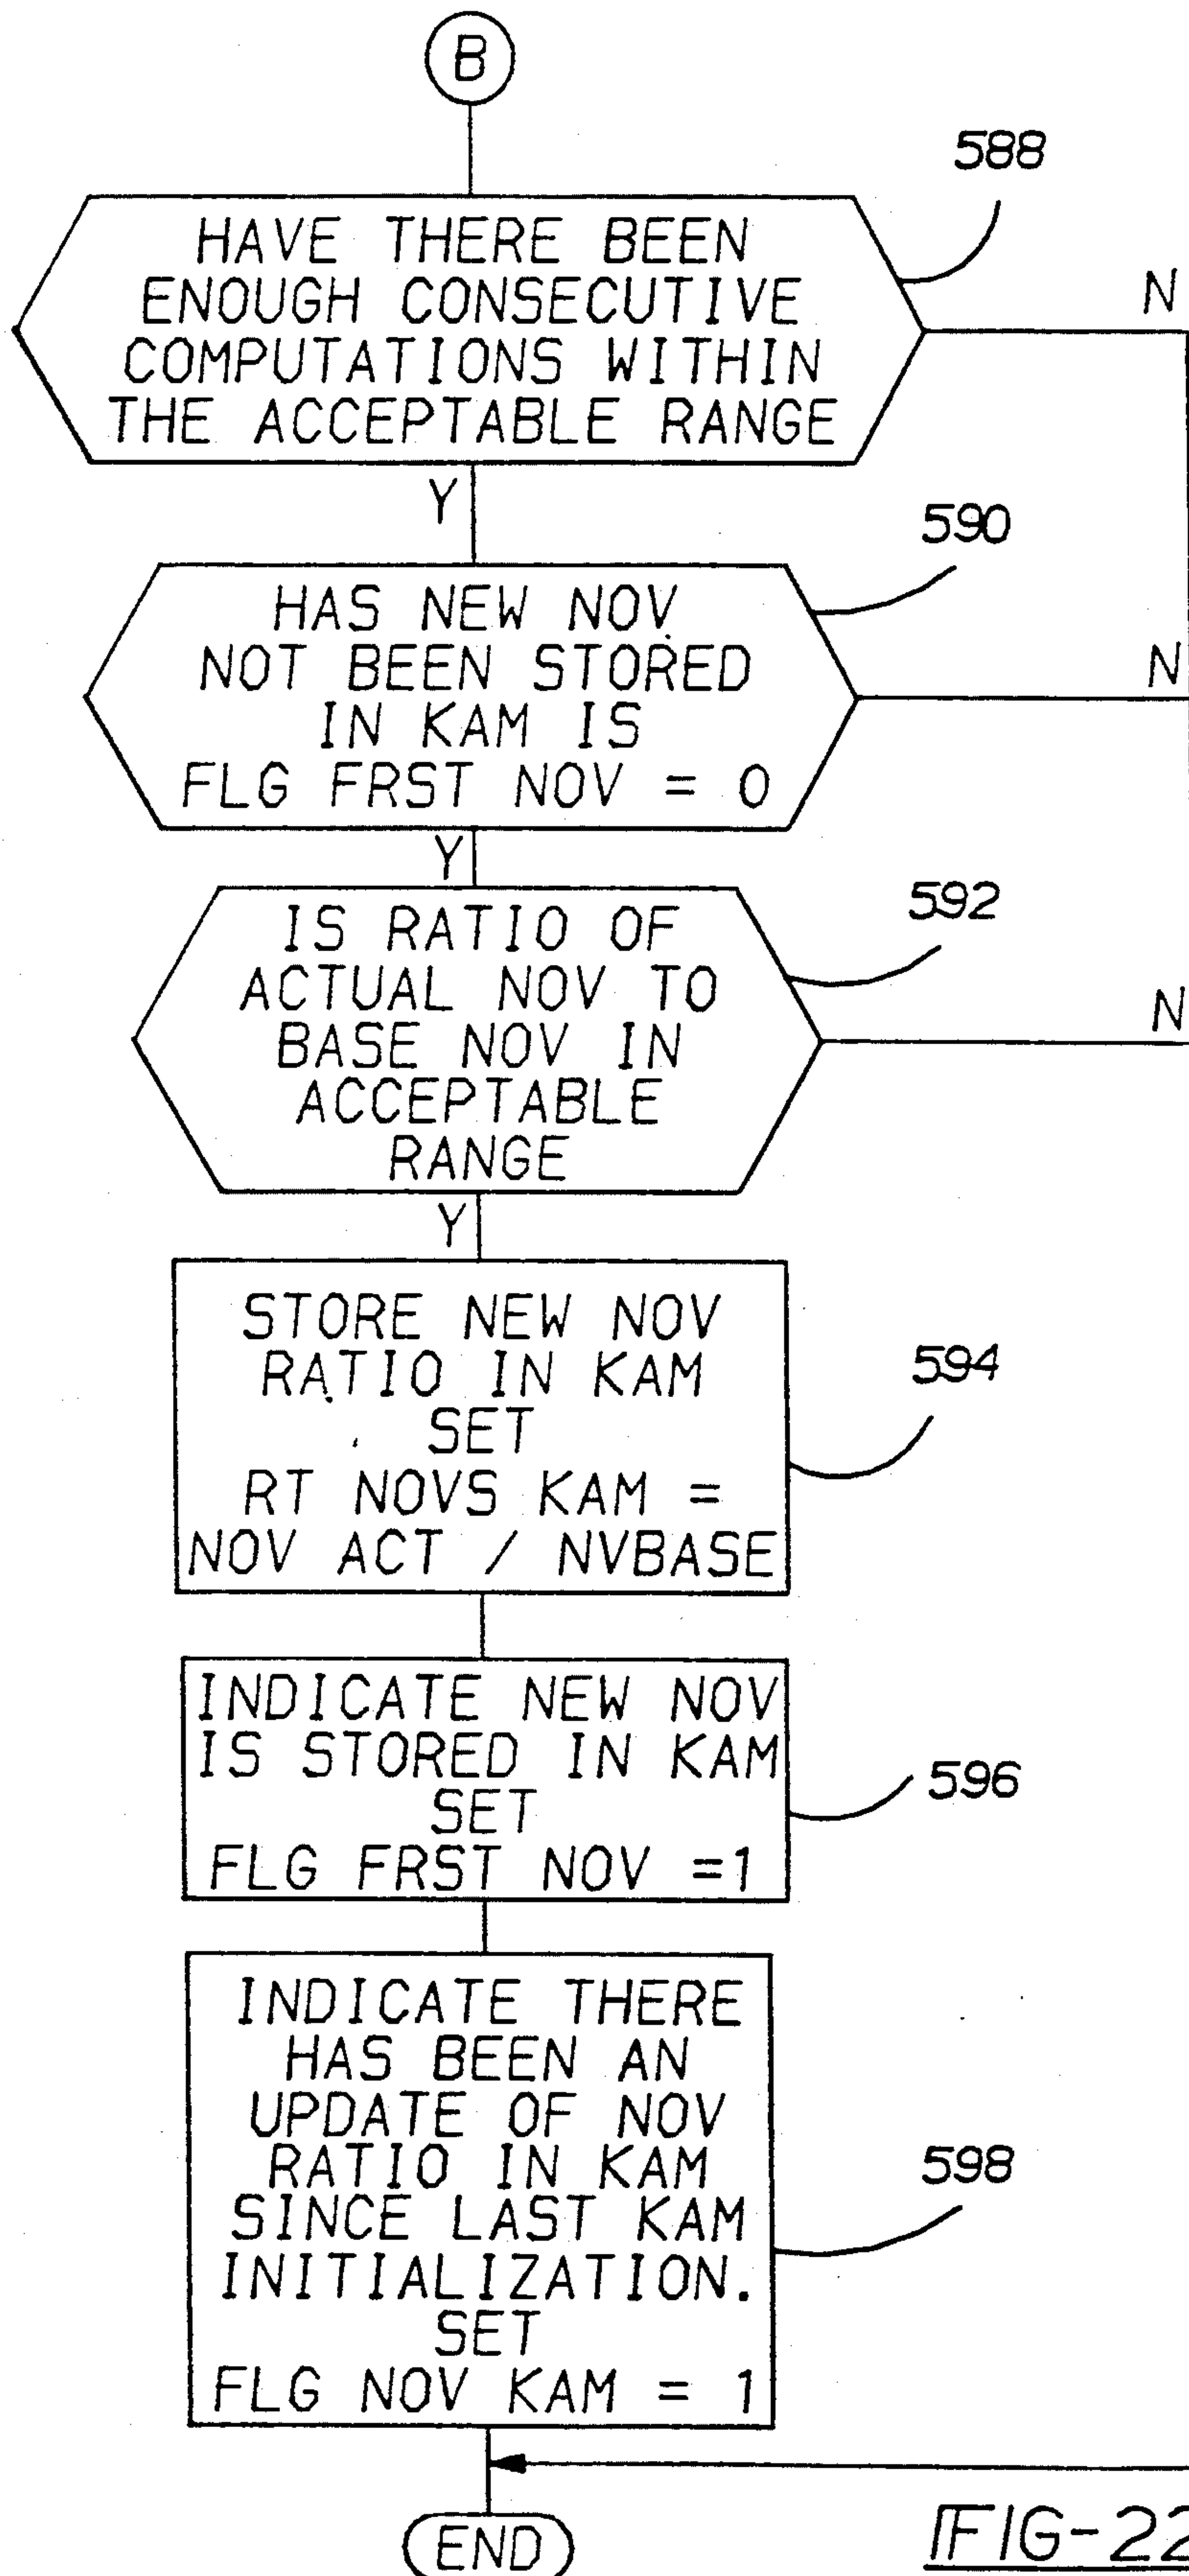 B
588
HAVE THERE BEEN
ENOUGH CONSECUTIVE
COMPUTATIONS WITHIN
THE ACCEPTABLE RANGE
N
Y
590
HAS NEW NOV
NOT BEEN STORED
IN KAM IS
FLG FRST NOV = 0
N
Y
592
IS RATIO OF
ACTUAL NOV TO
BASE NOV IN
ACCEPTABLE
RANGE
N
Y
STORE NEW NOV
RATIO IN KAM
SET
RT NOVS KAM =
NOV ACT / NVBASE
594
INDICATE NEW NOV
IS STORED IN KAM
SET
FLG FRST NOV =1
596
INDICATE THERE
HAS BEEN AN
UPDATE OF NOV
RATIO IN KAM
SINCE LAST KAM
INITIALIZATION.
SET
FLG NOV KAM = 1
598
END
FIG-22